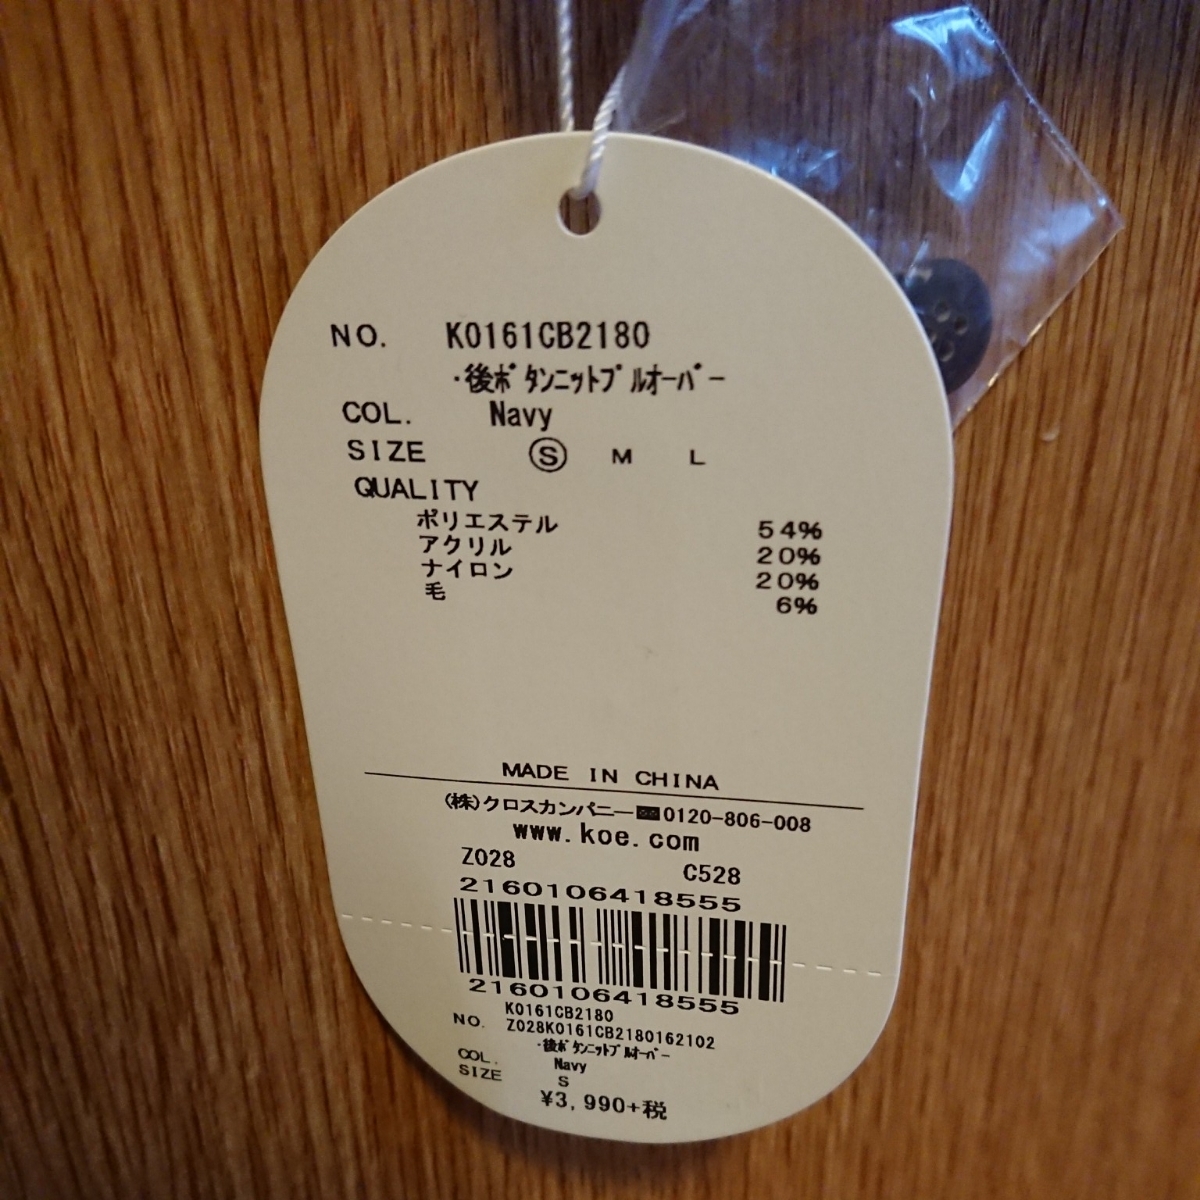 NO. K0161CB2180
・後ボタンニットプルオーバー
COL. Navy
SIZE Ⓢ M L
QUALITY
ポリエステル 54%
アクリル 20%
ナイロン 20%
毛 6%
MADE IN CHINA
(株)クロスカンパニー 0120-806-008
www.koe.com
Z028 C528
2160106418555
2160106418555
K0161CB2180
NO. Z028K0161CB2180162102
・後ボタンニットプルオーバー
COL. Navy
SIZE S
¥3,990+税